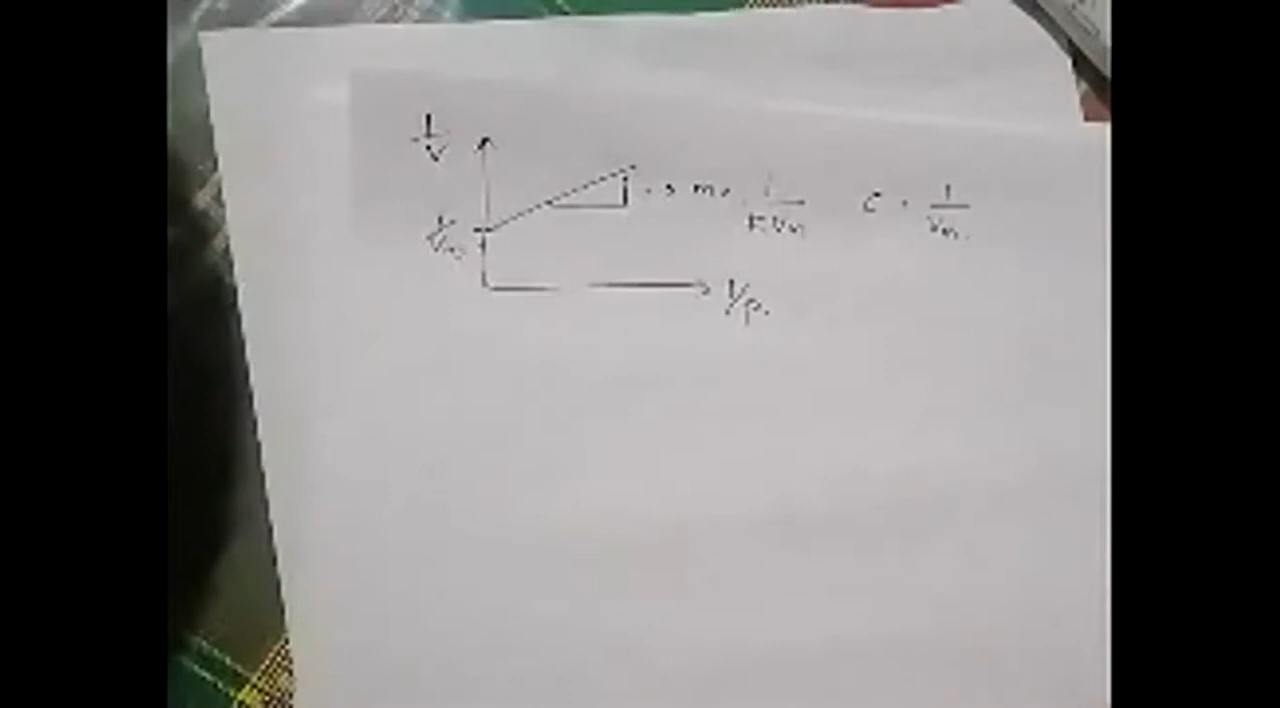 1/V
1/Vm
m = 1/KVm
C = 1/Vm
1/p.